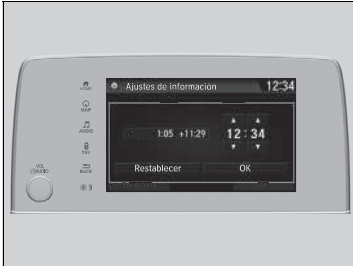 Ajustes de información 12:34
HOME
MAP
AUDIO
1:05 +11:29 12 : 34
BACK
VOL
AUDIO
Restablecer OK